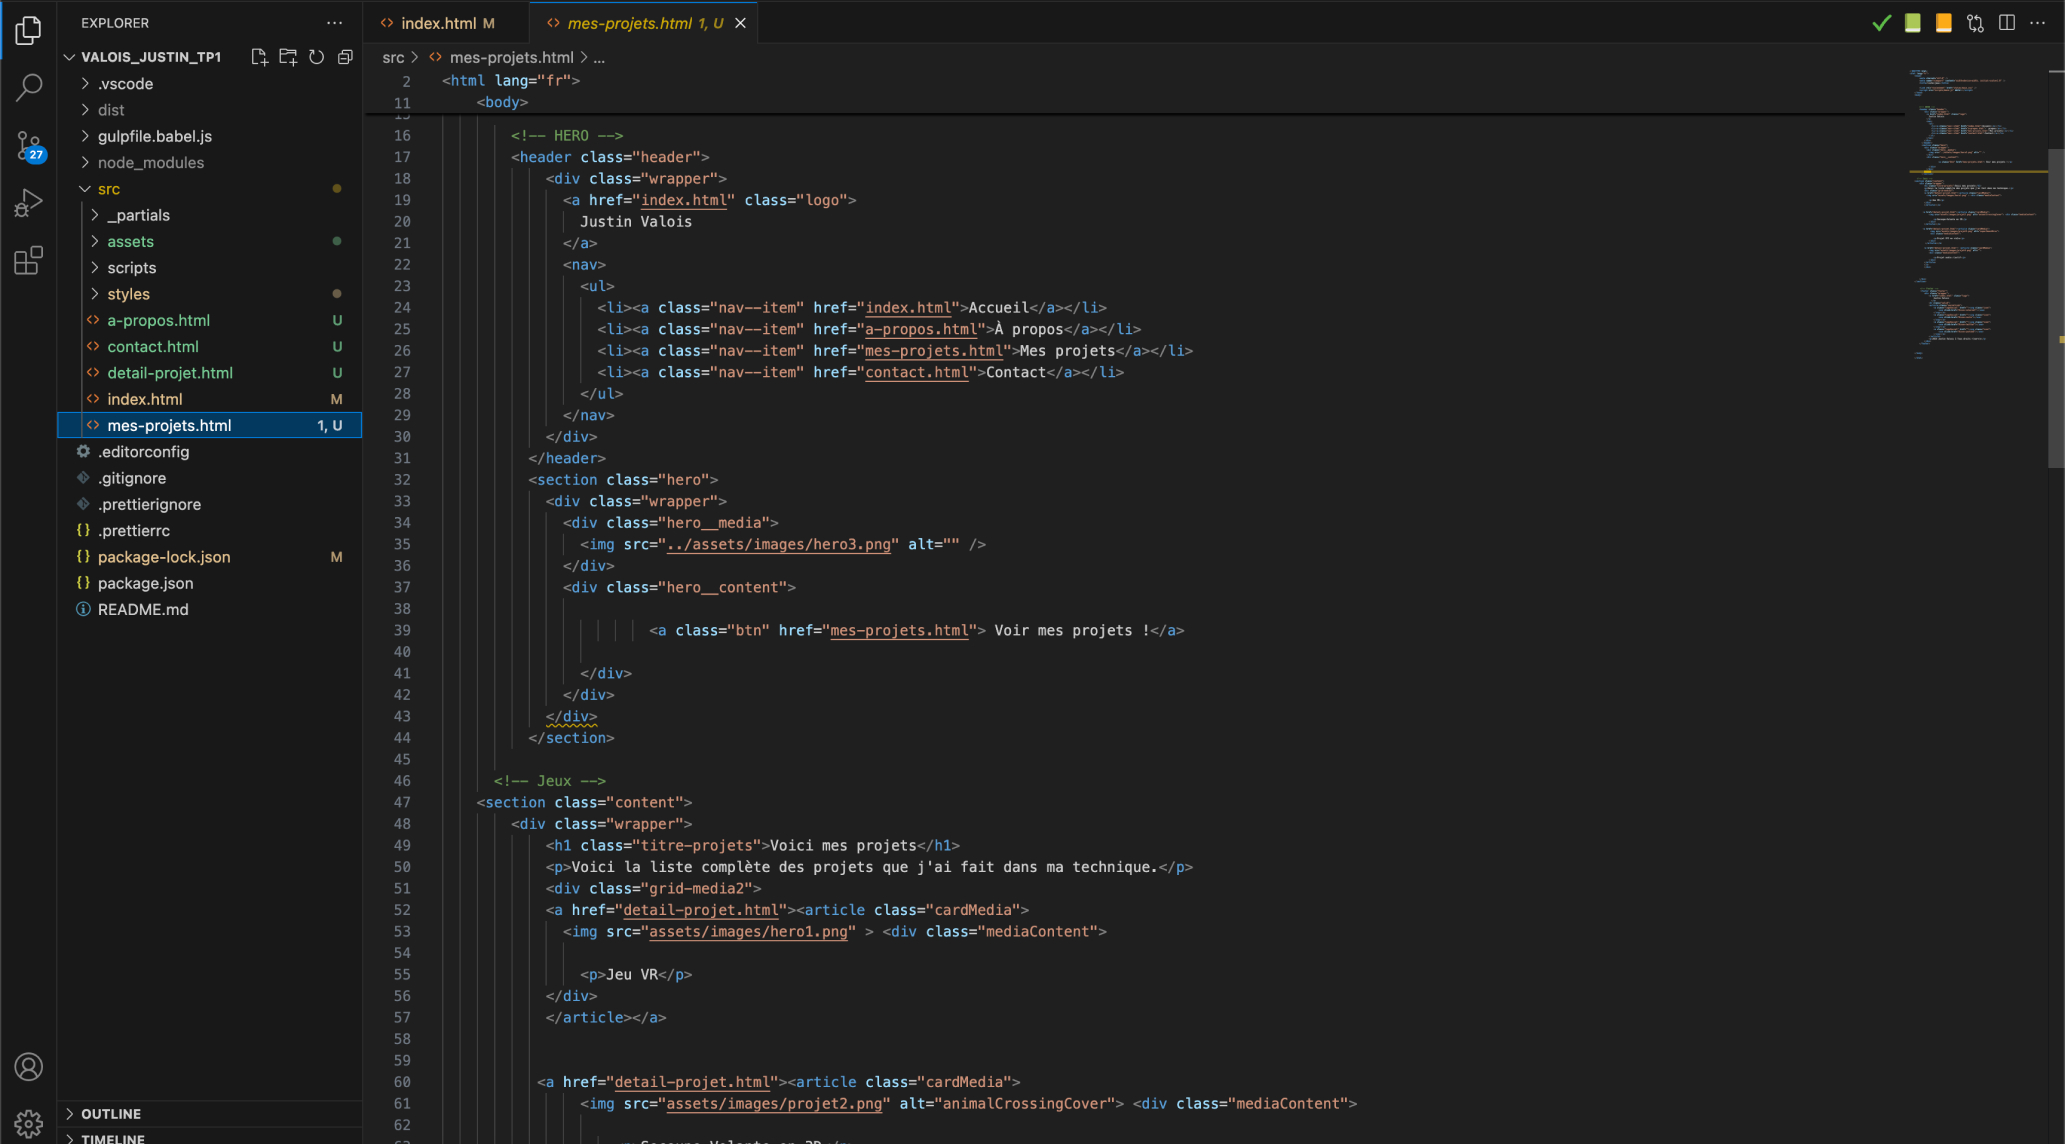 EXPLORER
index.html M
mes-projets.html 1, U
VALOIS_JUSTIN_TP1
.vscode
dist
gulpfile.babel.js
node_modules
src
_partials
assets
scripts
styles
a-propos.html U
contact.html U
detail-projet.html U
index.html M
mes-projets.html 1, U
.editorconfig
.gitignore
.prettierignore
.prettierrc
package-lock.json M
package.json
README.md
OUTLINE
TIMELINE
27
src > mes-projets.html > ...
2 <html lang="fr">
11 <body>
15
16 <!-- HERO -->
17 <header class="header">
18 <div class="wrapper">
19 <a href="index.html" class="logo">
20 Justin Valois
21 </a>
22 <nav>
23 <ul>
24 <li><a class="nav--item" href="index.html">Accueil</a></li>
25 <li><a class="nav--item" href="a-propos.html">À propos</a></li>
26 <li><a class="nav--item" href="mes-projets.html">Mes projets</a></li>
27 <li><a class="nav--item" href="contact.html">Contact</a></li>
28 </ul>
29 </nav>
30 </div>
31 </header>
32 <section class="hero">
33 <div class="wrapper">
34 <div class="hero__media">
35 <img src="../assets/images/hero3.png" alt="" />
36 </div>
37 <div class="hero__content">
38
39 <a class="btn" href="mes-projets.html"> Voir mes projets !</a>
40
41 </div>
42 </div>
43 </div>
44 </section>
45
46 <!-- Jeux -->
47 <section class="content">
48 <div class="wrapper">
49 <h1 class="titre-projets">Voici mes projets</h1>
50 <p>Voici la liste complète des projets que j'ai fait dans ma technique.</p>
51 <div class="grid-media2">
52 <a href="detail-projet.html"><article class="cardMedia">
53 <img src="assets/images/hero1.png" > <div class="mediaContent">
54
55 <p>Jeu VR</p>
56 </div>
57 </article></a>
58
59
60 <a href="detail-projet.html"><article class="cardMedia">
61 <img src="assets/images/projet2.png" alt="animalCrossingCover"> <div class="mediaContent">
62